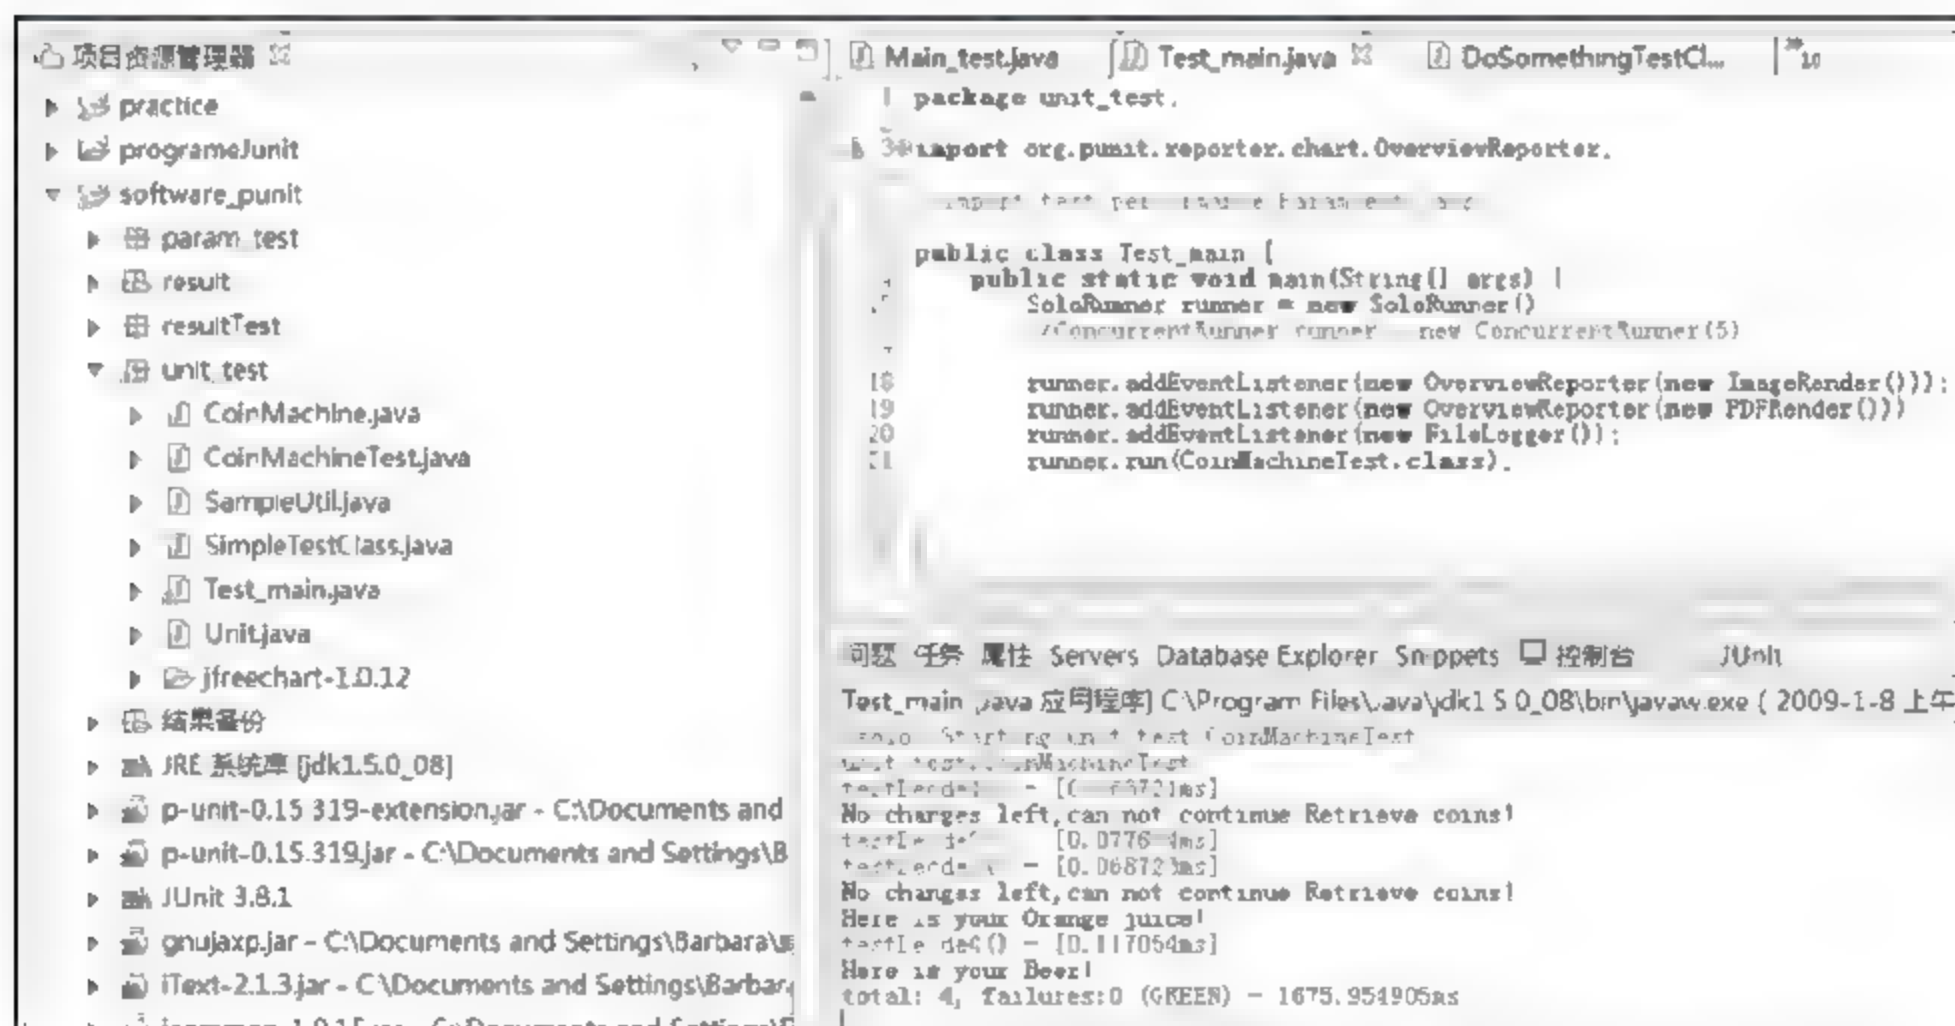 项目资源管理器
practice
programeJunit
software_punit
param_test
result
resultTest
unit_test
CoinMachine.java
CoinMachineTest.java
SampleUtil.java
SimpleTestClass.java
Test_main.java
Unit.java
jfreechart-1.0.12
结果备份
JRE 系统库 [jdk1.5.0_08]
p-unit-0.15.319-extension.jar - C:\Documents and
p-unit-0.15.319.jar - C:\Documents and Settings\B
JUnit 3.8.1
gnujaxp.jar - C:\Documents and Settings\Barbara\
iText-2.1.3.jar - C:\Documents and Settings\Barbar
Main_test.java Test_main.java DoSomethingTestCl... 10
1 package unit_test.
3 import org.punit.reporter.chart.OverviewReporter.
public class Test_main {
public static void main(String[] args) {
SoloRunner runner = new SoloRunner()
/ConcurrentRunner runner new ConcurrentRunner(5)
18 runner.addEventListener(new OverviewReporter(new ImageRender()));
19 runner.addEventListener(new OverviewReporter(new PDFRender()))
20 runner.addEventListener(new FileLogger());
21 runner.run(CoinMachineTest.class).
问题 任务 属性 Servers Database Explorer Snippets 控制台 JUnit
Test_main [Java 应用程序] C:\Program Files\Java\jdk1.5.0_08\bin\javaw.exe ( 2009-1-8 上午
Starting unit test CoinMachineTest
No changes left,can not continue Retrieve coins!
No changes left,can not continue Retrieve coins!
Here is your Orange juice!
- [0.117054ms]
Here is your Beer!
total: 4, failures:0 (GREEN) - 1675.954905ms